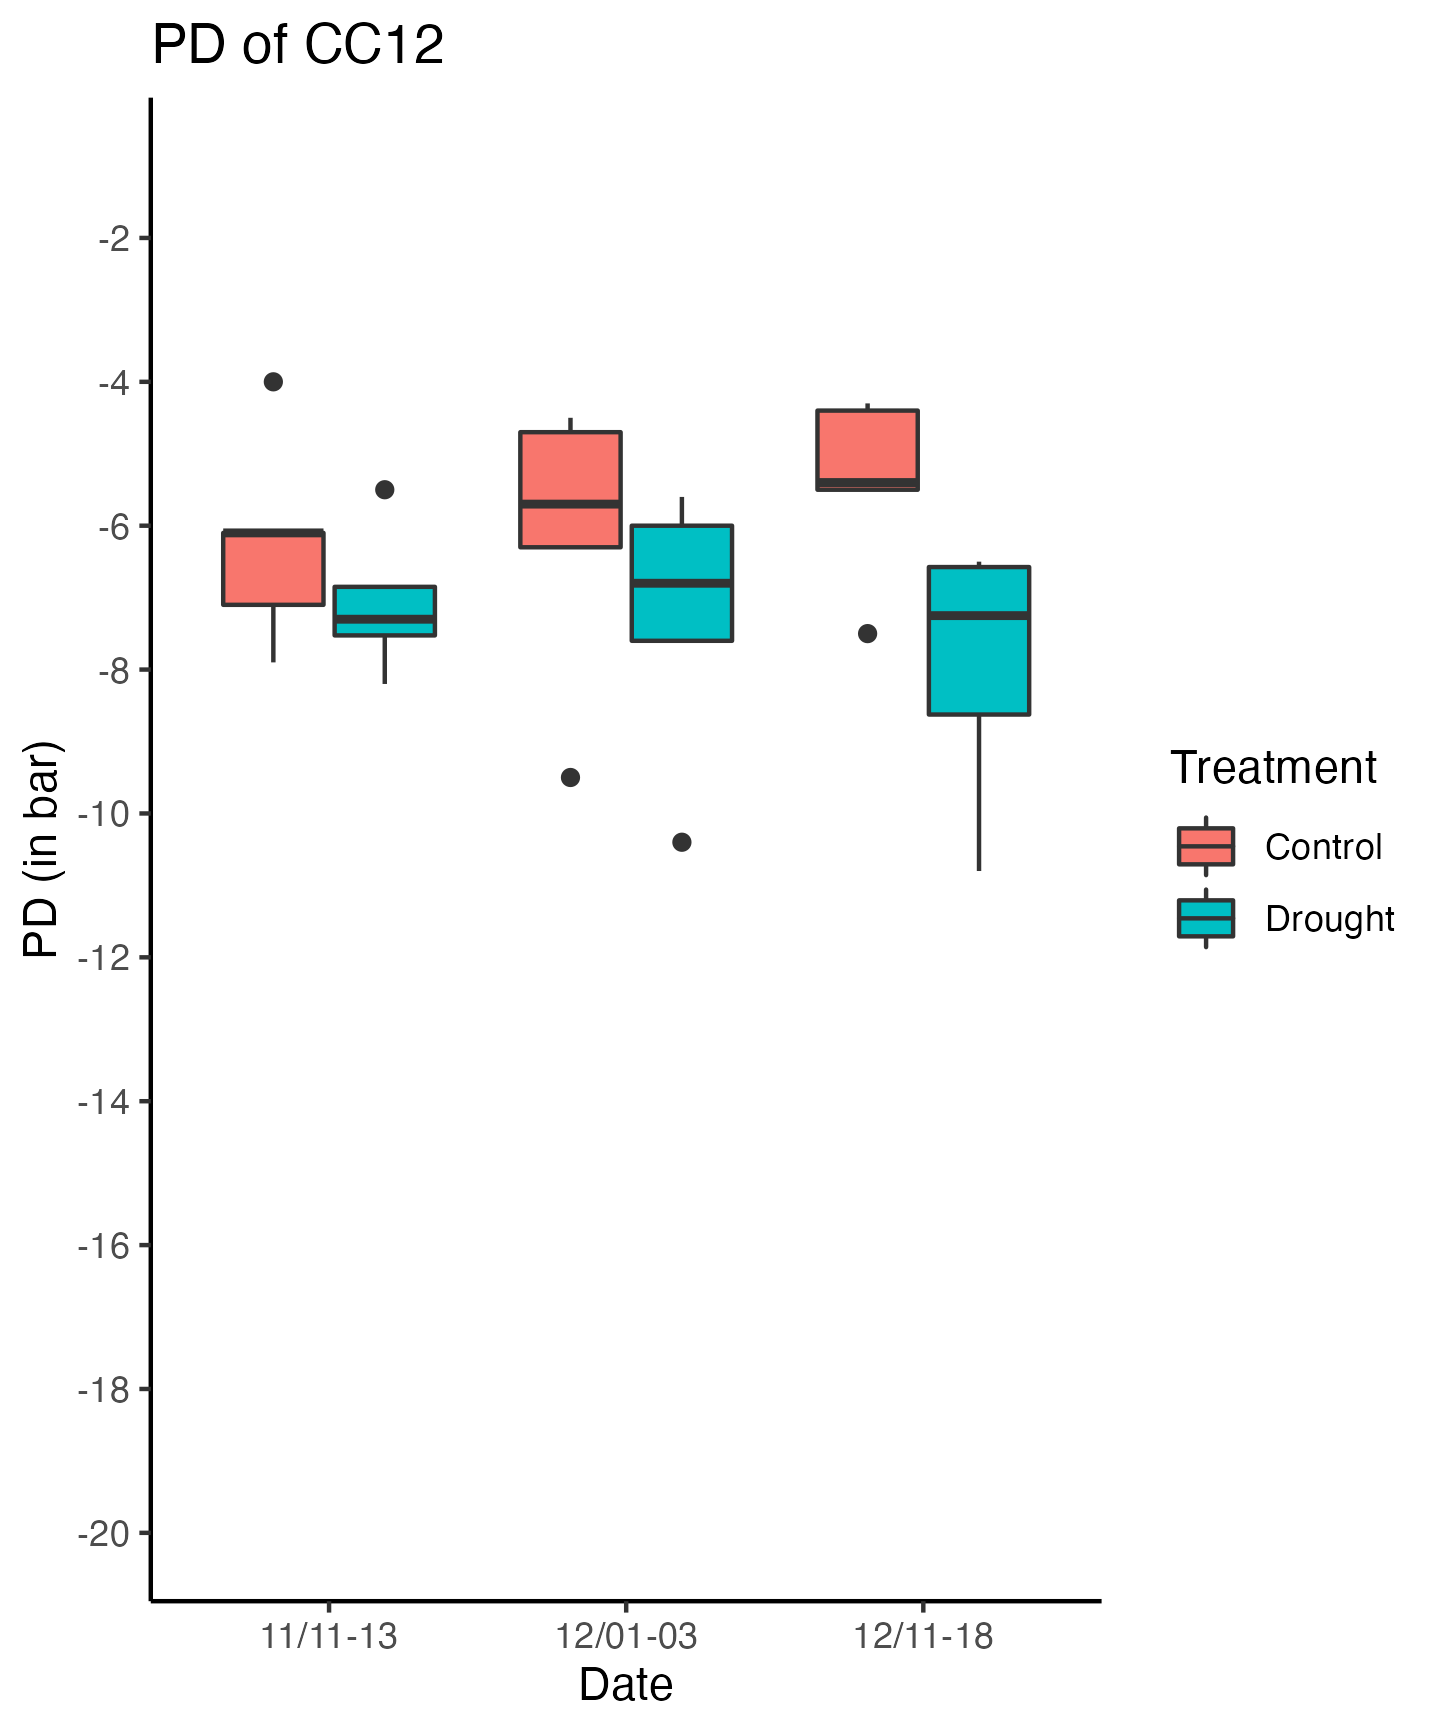 PD of CC12
-2
-4
-6
-8
-10
-12
-14
-16
-18
-20
PD (in bar)
11/11-13
12/01-03
12/11-18
Date
Treatment
Control
Drought